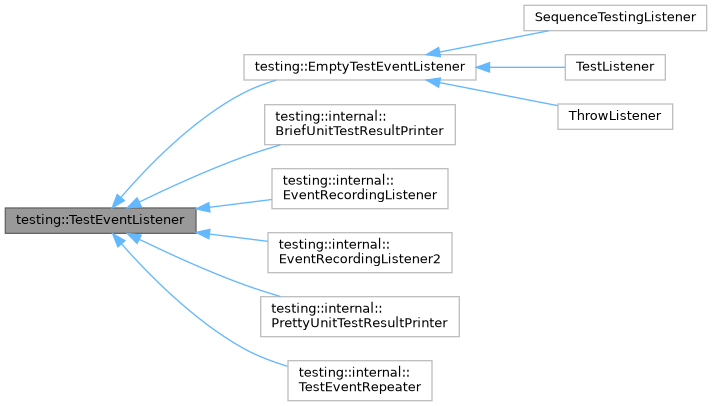 SequenceTestingListener
testing::EmptyTestEventListener
TestListener
ThrowListener
testing::internal::
BriefUnitTestResultPrinter
testing::internal::
EventRecordingListener
testing::TestEventListener
testing::internal::
EventRecordingListener2
testing::internal::
PrettyUnitTestResultPrinter
testing::internal::
TestEventRepeater